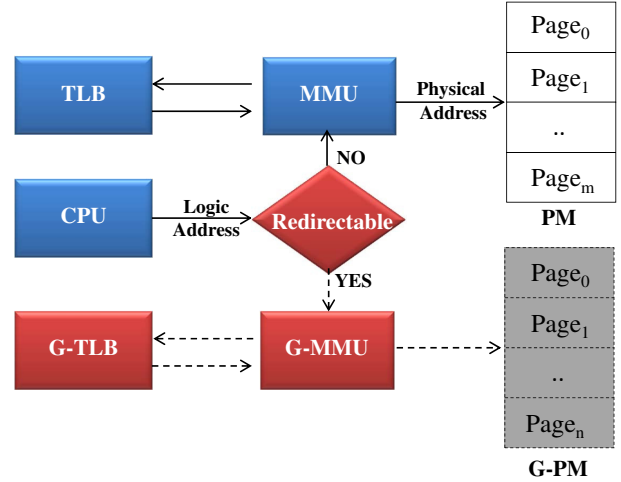 TLB
MMU
Physical
Address
Page0
Page1
..
Pagem
PM
NO
CPU
Logic
Address
Redirectable
YES
G-TLB
G-MMU
Page0
Page1
..
Pagen
G-PM